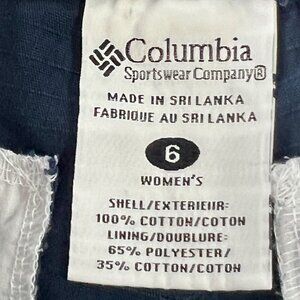 Columbia
Sportswear Company®
MADE IN SRI LANKA
FABRIQUE AU SRI LANKA
6
WOMEN'S
SHELL/EXTERIEUR:
100% COTTON/COTON
LINING/DOUBLURE:
65% POLYESTER/
35% COTTON/COTON